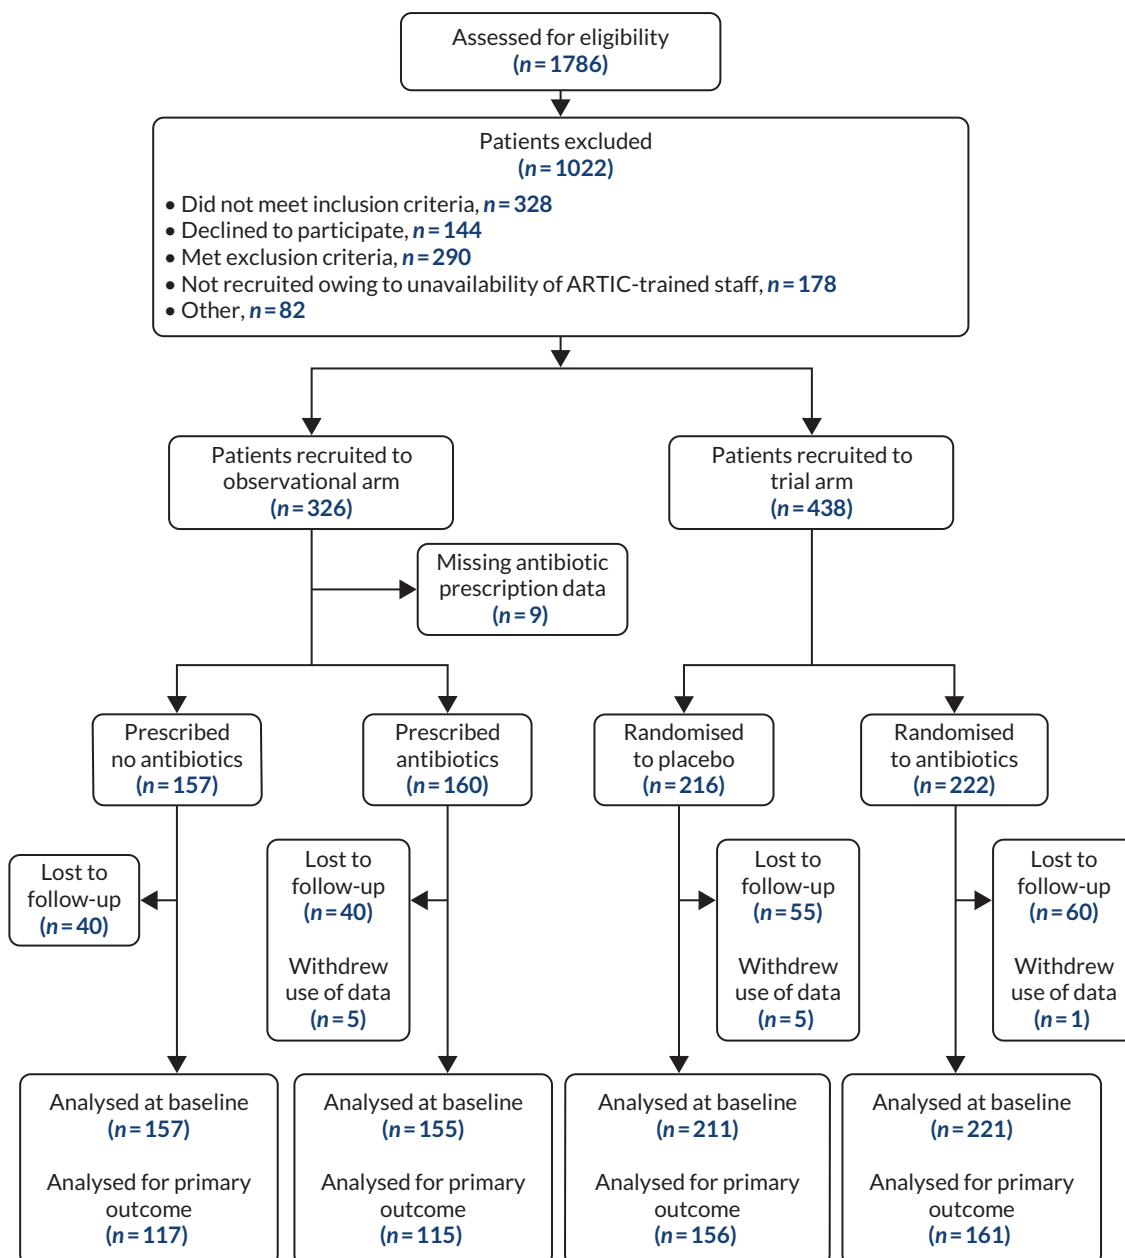 Assessed for eligibility
(n=1786)
Patients excluded
(n=1022)
• Did not meet inclusion criteria, n=328
• Declined to participate, n=144
• Met exclusion criteria, n=290
• Not recruited owing to unavailability of ARTIC-trained staff, n=178
• Other, n=82
Patients recruited to
observational arm
(n=326)
Patients recruited to
trial arm
(n=438)
Missing antibiotic
prescription data
(n=9)
Prescribed
no antibiotics
(n=157)
Prescribed
antibiotics
(n=160)
Randomised
to placebo
(n=216)
Randomised
to antibiotics
(n=222)
Lost to
follow-up
(n=40)
Lost to
follow-up
(n=40)
Withdrew
use of data
(n=5)
Lost to
follow-up
(n=55)
Withdrew
use of data
(n=5)
Lost to
follow-up
(n=60)
Withdrew
use of data
(n=1)
Analysed at baseline
(n=157)
Analysed for primary
outcome
(n=117)
Analysed at baseline
(n=155)
Analysed for primary
outcome
(n=115)
Analysed at baseline
(n=211)
Analysed for primary
outcome
(n=156)
Analysed at baseline
(n=221)
Analysed for primary
outcome
(n=161)